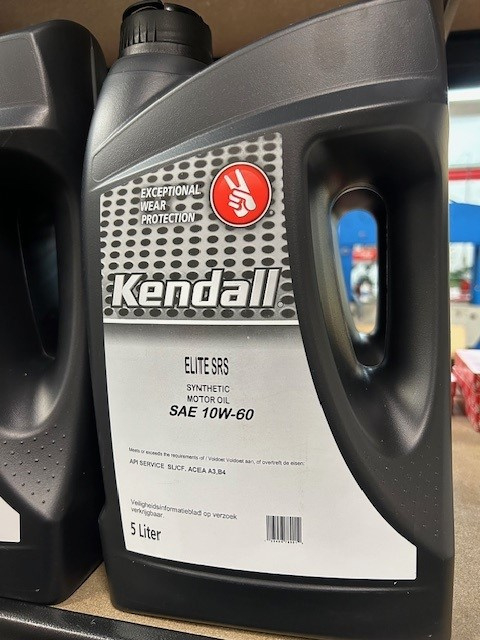 EXCEPTIONAL
WEAR
PROTECTION
Kendall
ELITE SRS
SYNTHETIC
MOTOR OIL
SAE 10W-60
Meets or exceeds the requirements of / Voldoet Voldoet aan, of overtreft de eisen:
API SERVICE SL/CF. ACEA A3,B4
Veiligheidsinformatieblad op verzoek
verkrijgbaar.
5 Liter